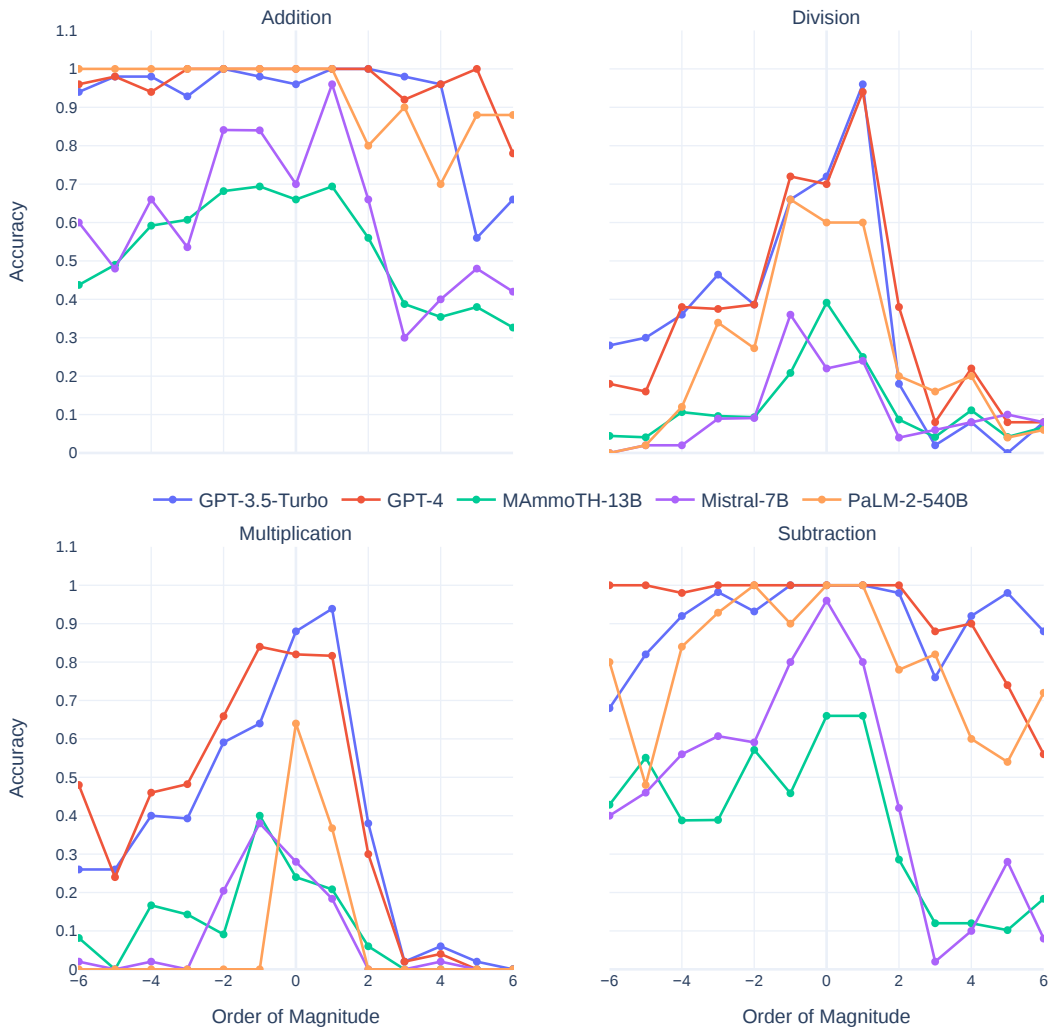 Addition
Division
1.1
1
0.9
0.8
0.7
0.6
0.5
0.4
0.3
0.2
0.1
0
Accuracy
GPT-3.5-Turbo GPT-4 MAmmoTH-13B Mistral-7B PaLM-2-540B
Multiplication
Subtraction
1.1
1
0.9
0.8
0.7
0.6
0.5
0.4
0.3
0.2
0.1
0
Accuracy
−6 −4 −2 0 2 4 6
−6 −4 −2 0 2 4 6
Order of Magnitude
Order of Magnitude